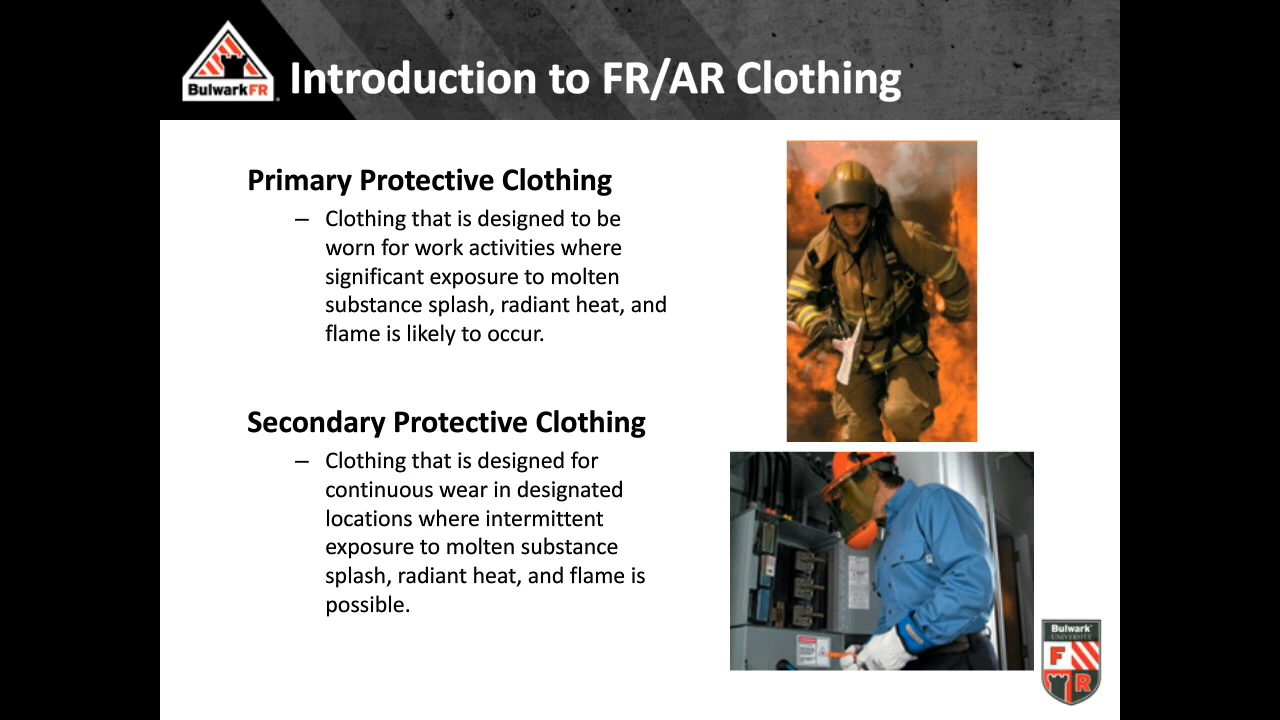 BulwarkFR
Introduction to FR/AR Clothing
Primary Protective Clothing
– Clothing that is designed to be
worn for work activities where
significant exposure to molten
substance splash, radiant heat, and
flame is likely to occur.
Secondary Protective Clothing
– Clothing that is designed for
continuous wear in designated
locations where intermittent
exposure to molten substance
splash, radiant heat, and flame is
possible.
Bulwark
UNIVERSITY
F
R